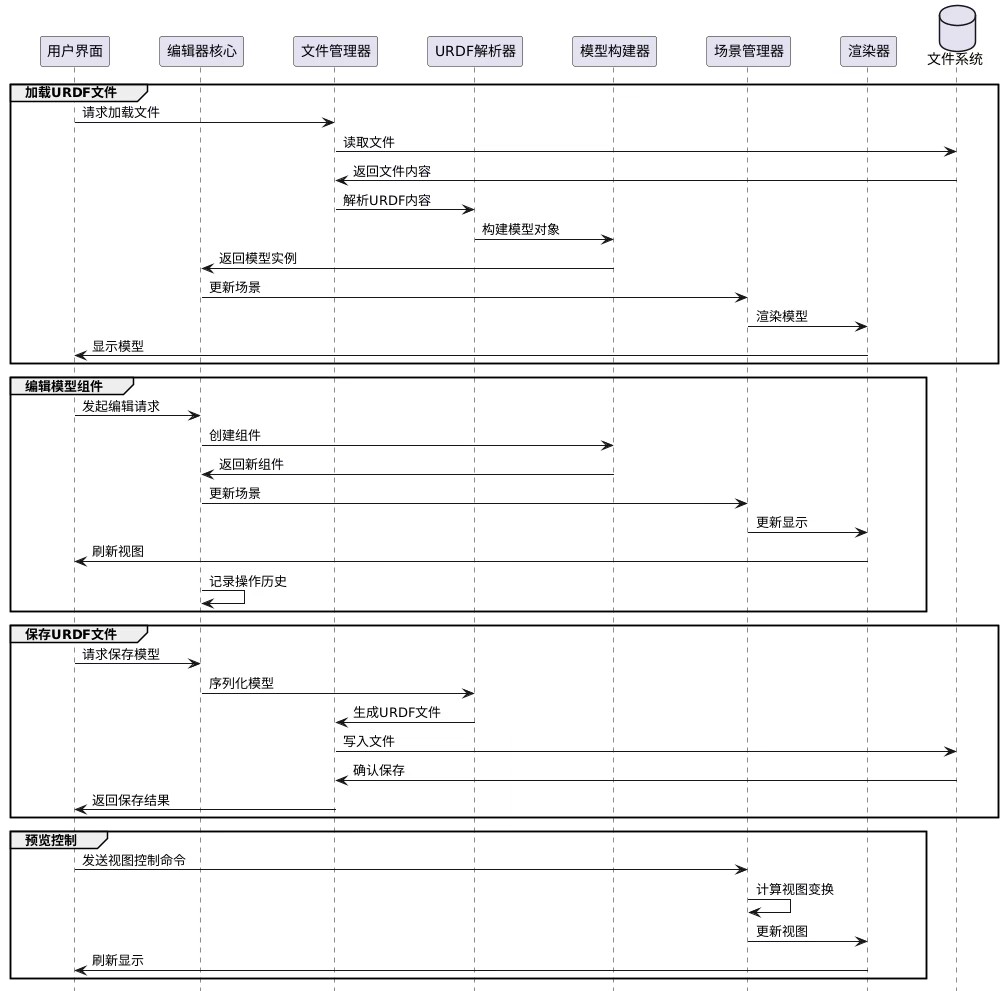 用户界面
编辑器核心
文件管理器
URDF解析器
模型构建器
场景管理器
渲染器
文件系统
加载URDF文件
请求加载文件
读取文件
返回文件内容
解析URDF内容
构建模型对象
返回模型实例
更新场景
渲染模型
显示模型
编辑模型组件
发起编辑请求
创建组件
返回新组件
更新场景
更新显示
刷新视图
记录操作历史
保存URDF文件
请求保存模型
序列化模型
生成URDF文件
写入文件
确认保存
返回保存结果
预览控制
发送视图控制命令
计算视图变换
更新视图
刷新显示